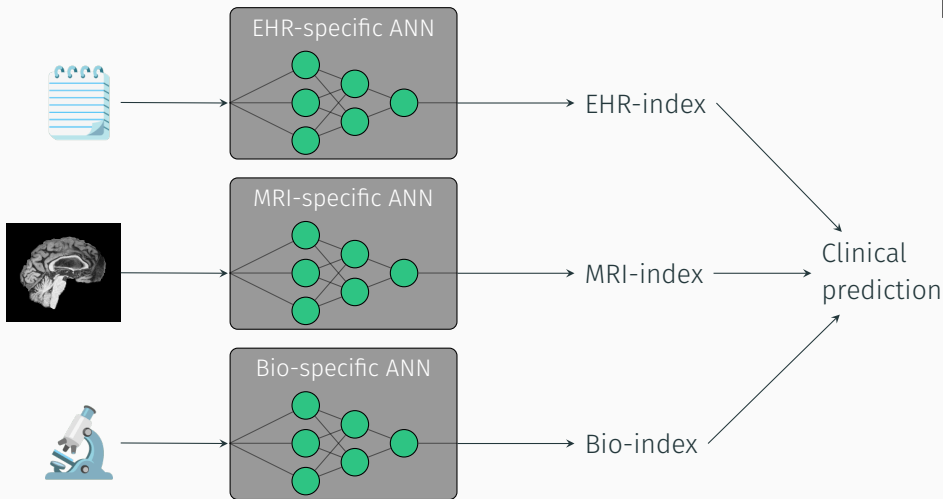 EHR-specific ANN
EHR-index
MRI-specific ANN
MRI-index
Clinical
prediction
Bio-specific ANN
Bio-index